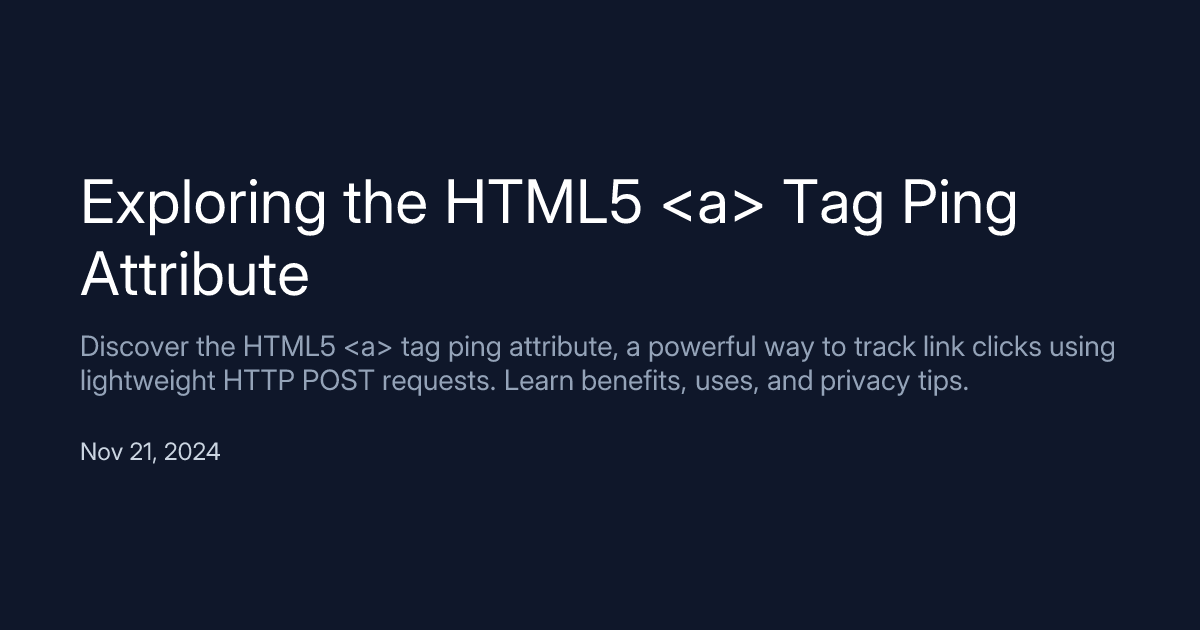 Exploring the HTML5 <a> Tag Ping
Attribute
Discover the HTML5 <a> tag ping attribute, a powerful way to track link clicks using
lightweight HTTP POST requests. Learn benefits, uses, and privacy tips.
Nov 21, 2024